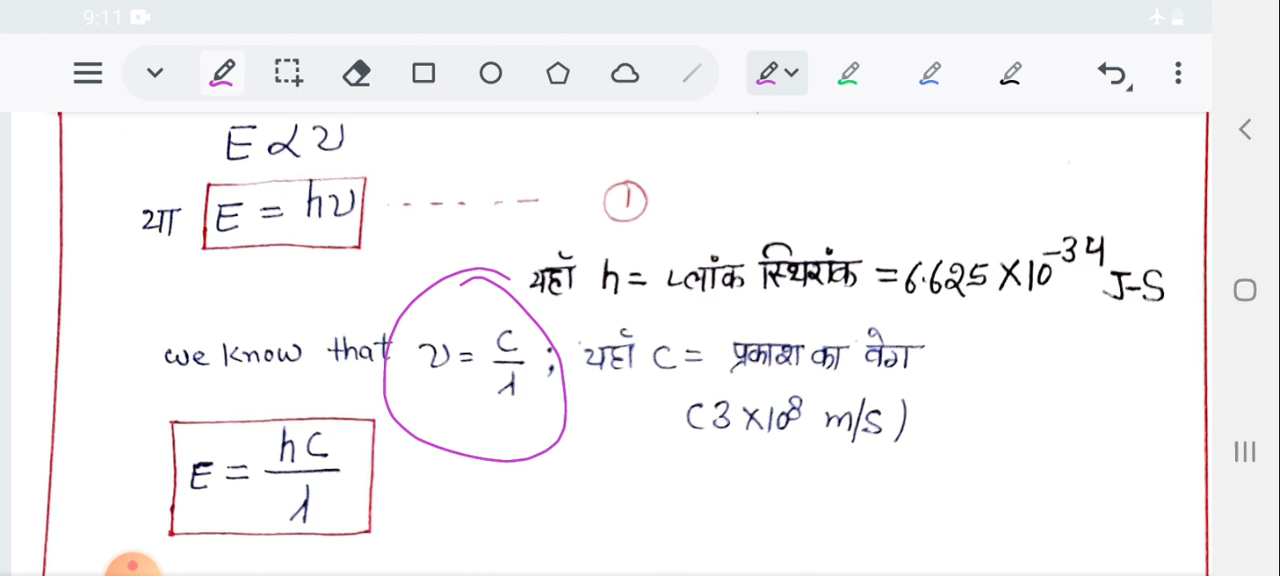 9:11
E ∝ ν
या E = hν ------- ①
यहाँ h = प्लांक स्थिरांक = 6.625 × 10⁻³⁴ J-S
we know that ν = c/λ ; यहाँ c = प्रकाश का वेग
(3 × 10⁸ m/s)
E = hc/λ